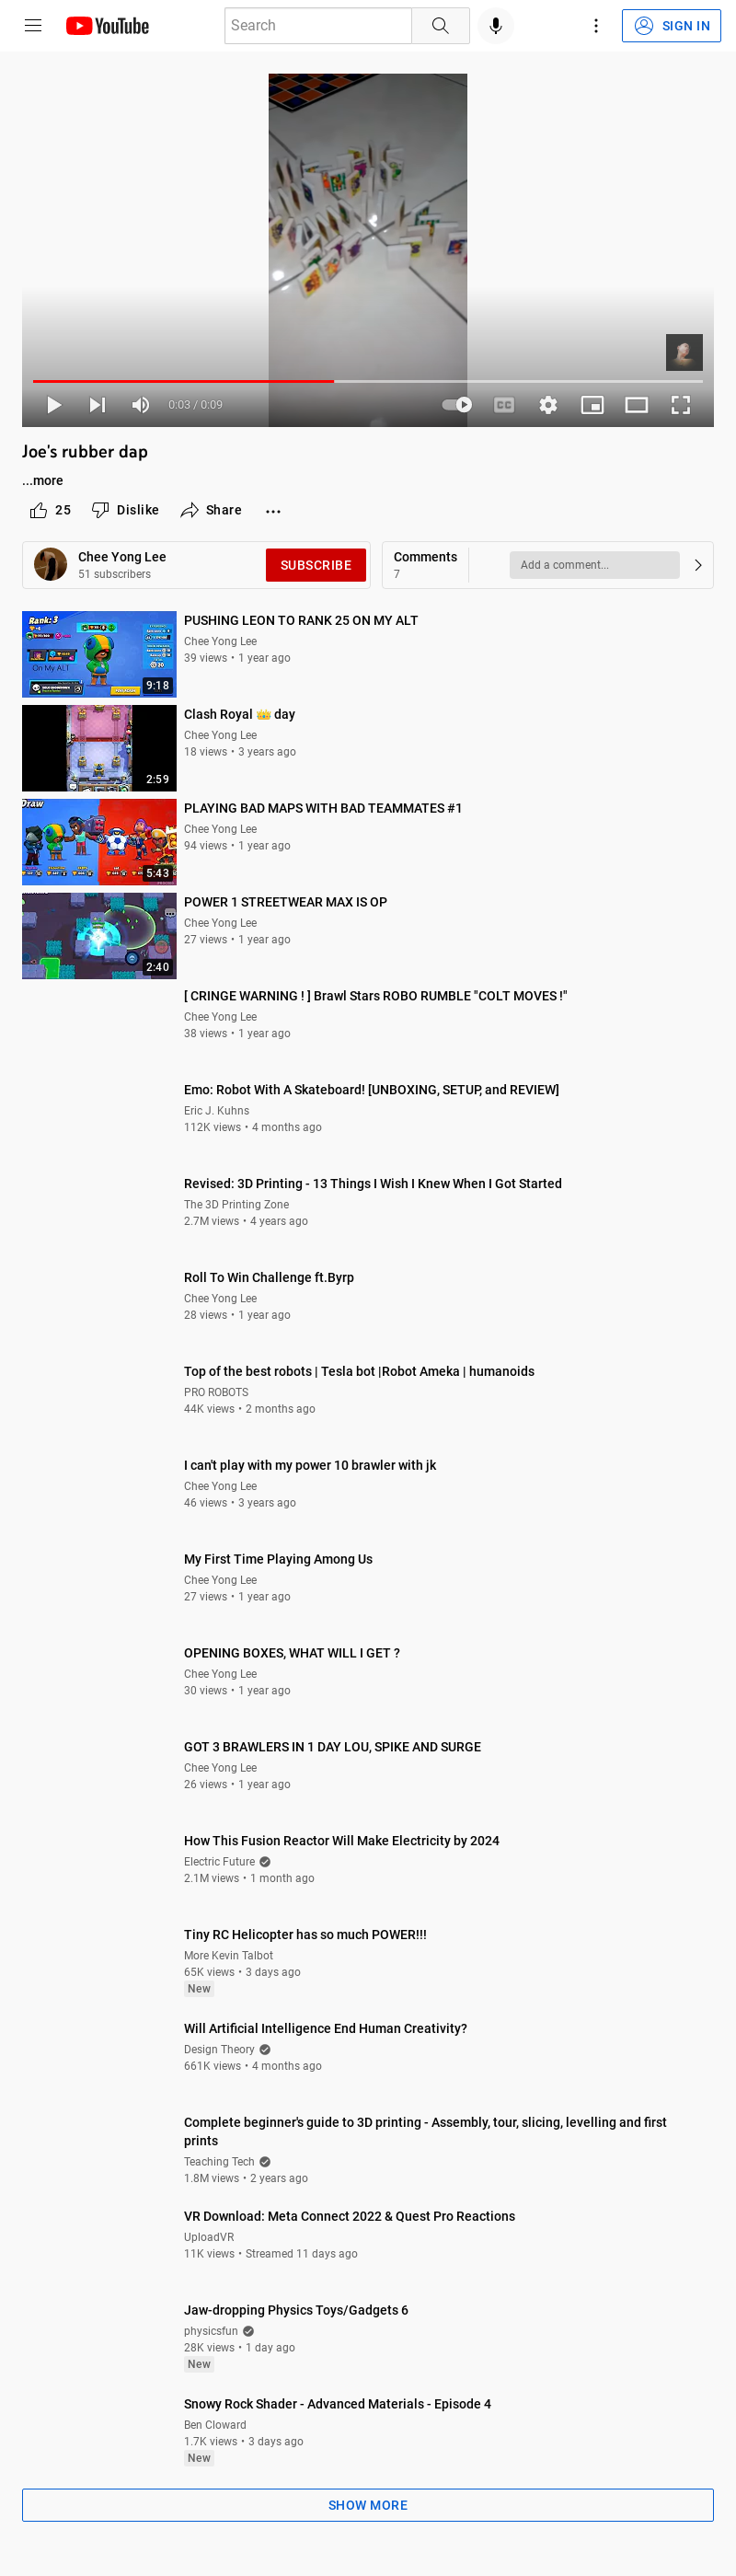 YouTube
Search
SIGN IN
0:03 / 0:09
CC
Joe's rubber dap
...more
25 Dislike Share
Chee Yong Lee
51 subscribers
SUBSCRIBE
Comments
7
Add a comment...
Rank: 3
On My ALT
9:18
PUSHING LEON TO RANK 25 ON MY ALT
Chee Yong Lee
39 views • 1 year ago
2:59
Clash Royal 👑 day
Chee Yong Lee
18 views • 3 years ago
Draw
5:43
PLAYING BAD MAPS WITH BAD TEAMMATES #1
Chee Yong Lee
94 views • 1 year ago
2:40
POWER 1 STREETWEAR MAX IS OP
Chee Yong Lee
27 views • 1 year ago
[ CRINGE WARNING ! ] Brawl Stars ROBO RUMBLE "COLT MOVES !"
Chee Yong Lee
38 views • 1 year ago
Emo: Robot With A Skateboard! [UNBOXING, SETUP, and REVIEW]
Eric J. Kuhns
112K views • 4 months ago
Revised: 3D Printing - 13 Things I Wish I Knew When I Got Started
The 3D Printing Zone
2.7M views • 4 years ago
Roll To Win Challenge ft.Byrp
Chee Yong Lee
28 views • 1 year ago
Top of the best robots | Tesla bot |Robot Ameka | humanoids
PRO ROBOTS
44K views • 2 months ago
I can't play with my power 10 brawler with jk
Chee Yong Lee
46 views • 3 years ago
My First Time Playing Among Us
Chee Yong Lee
27 views • 1 year ago
OPENING BOXES, WHAT WILL I GET ?
Chee Yong Lee
30 views • 1 year ago
GOT 3 BRAWLERS IN 1 DAY LOU, SPIKE AND SURGE
Chee Yong Lee
26 views • 1 year ago
How This Fusion Reactor Will Make Electricity by 2024
Electric Future
2.1M views • 1 month ago
Tiny RC Helicopter has so much POWER!!!
More Kevin Talbot
65K views • 3 days ago
New
Will Artificial Intelligence End Human Creativity?
Design Theory
661K views • 4 months ago
Complete beginner's guide to 3D printing - Assembly, tour, slicing, levelling and first
prints
Teaching Tech
1.8M views • 2 years ago
VR Download: Meta Connect 2022 & Quest Pro Reactions
UploadVR
11K views • Streamed 11 days ago
Jaw-dropping Physics Toys/Gadgets 6
physicsfun
28K views • 1 day ago
New
Snowy Rock Shader - Advanced Materials - Episode 4
Ben Cloward
1.7K views • 3 days ago
New
SHOW MORE